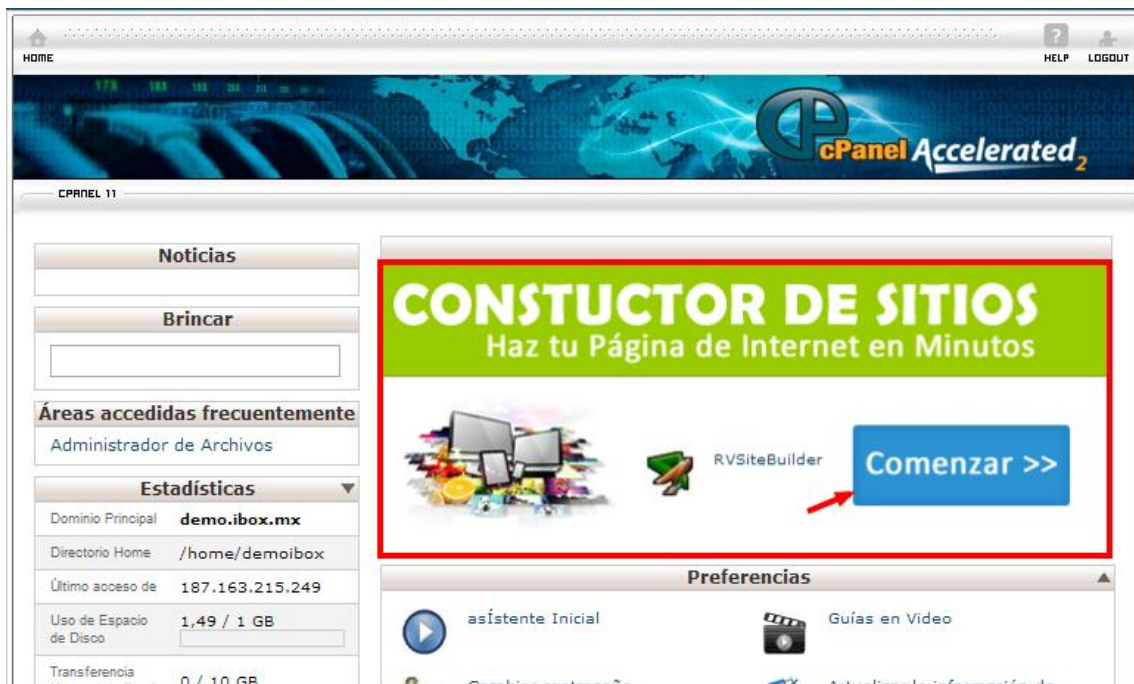 HOME
HELP
LOGOUT
cPanel Accelerated2
CPANEL 11
Noticias
Brincar
Áreas accedidas frecuentemente
Administrador de Archivos
Estadísticas
Dominio Principal demo.ibox.mx
Directorio Home /home/demoibox
Último acceso de 187.163.215.249
Uso de Espacio 1,49 / 1 GB
de Disco
Transferencia
0 / 10 GB
CONSTUCTOR DE SITIOS
Haz tu Página de Internet en Minutos
RVSiteBuilder
Comenzar >>
Preferencias
asÍstente Inicial
Guías en Video